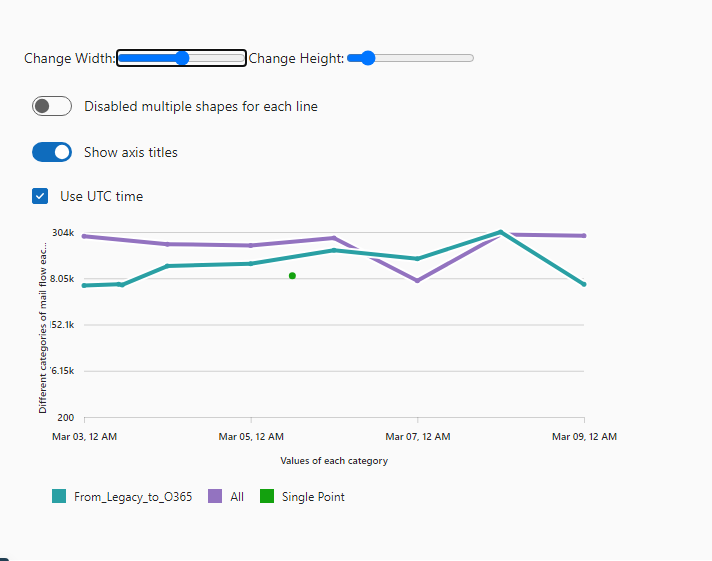 Change Width: Change Height:
Disabled multiple shapes for each line
Show axis titles
Use UTC time
304k
8.05k
52.1k
6.15k
200
Different categories of mail flow eac...
Mar 03, 12 AM Mar 05, 12 AM Mar 07, 12 AM Mar 09, 12 AM
Values of each category
From_Legacy_to_O365 All Single Point